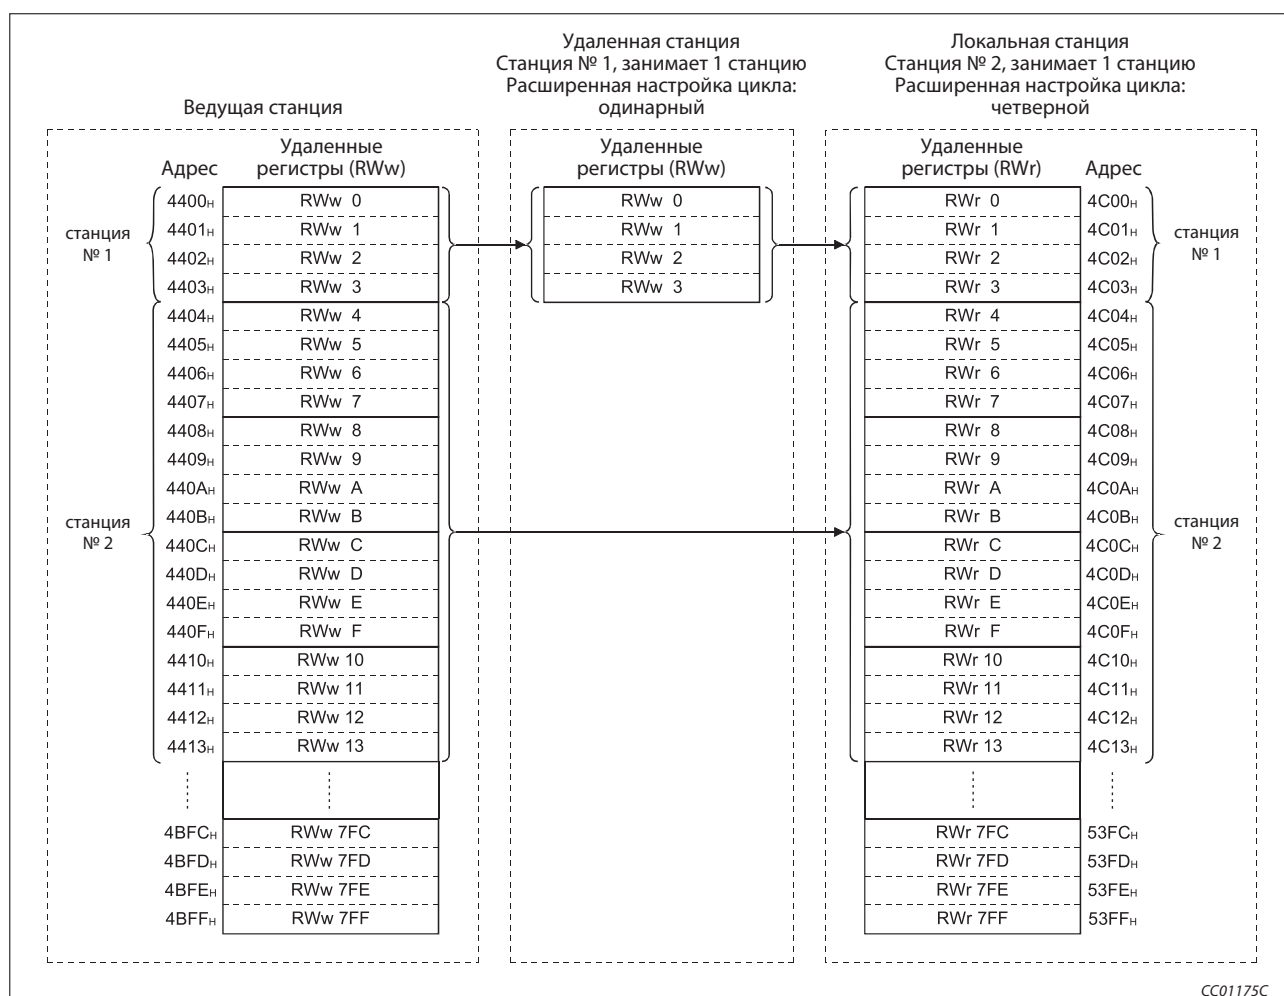 Удаленная станция
Станция № 1, занимает 1 станцию
Расширенная настройка цикла:
одинарный
Локальная станция
Станция № 2, занимает 1 станцию
Расширенная настройка цикла:
четверной
Ведущая станция
Адрес
Удаленные
регистры (RWw)
Удаленные
регистры (RWw)
Удаленные
регистры (RWr)
Адрес
4400H RWw 0 RWw 0 RWr 0 4C00H
4401H RWw 1 RWw 1 RWr 1 4C01H
станция
№ 1
станция
№ 1
4402H RWw 2 RWw 2 RWr 2 4C02H
4403H RWw 3 RWw 3 RWr 3 4C03H
4404H RWw 4 RWr 4 4C04H
4405H RWw 5 RWr 5 4C05H
4406H RWw 6 RWr 6 4C06H
4407H RWw 7 RWr 7 4C07H
4408H RWw 8 RWr 8 4C08H
4409H RWw 9 RWr 9 4C09H
440AH RWw A RWr A 4C0AH
440BH RWw B RWr B 4C0BH
станция
№ 2
станция
№ 2
440CH RWw C RWr C 4C0CH
440DH RWw D RWr D 4C0DH
440EH RWw E RWr E 4C0EH
440FH RWw F RWr F 4C0FH
4410H RWw 10 RWr 10 4C10H
4411H RWw 11 RWr 11 4C11H
4412H RWw 12 RWr 12 4C12H
4413H RWw 13 RWr 13 4C13H
4BFCH RWw 7FC RWr 7FC 53FCH
4BFDH RWw 7FD RWr 7FD 53FDH
4BFEH RWw 7FE RWr 7FE 53FEH
4BFFH RWw 7FF RWr 7FF 53FFH
CC01175C